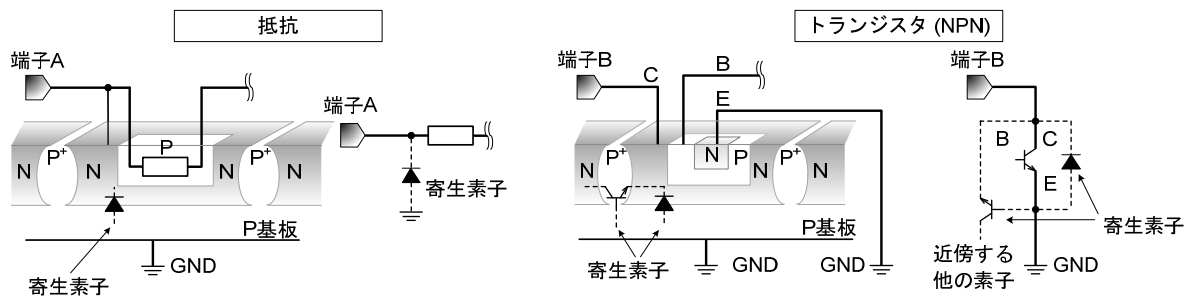 抵抗
トランジスタ (NPN)
端子A
端子A
P
N
P+
N
N
P+
N
寄生素子
P基板
GND
寄生素子
端子B
C
B
E
N
P+
N
N
P
N
P+
N
P基板
寄生素子
GND
GND
端子B
B
C
E
寄生素子
近傍する
他の素子
GND